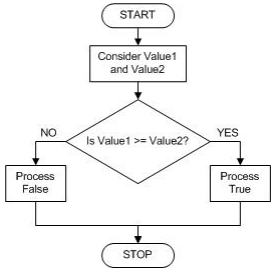 START
Consider Value1
and Value2
Is Value1 >= Value2?
NO
YES
Process
False
Process
True
STOP